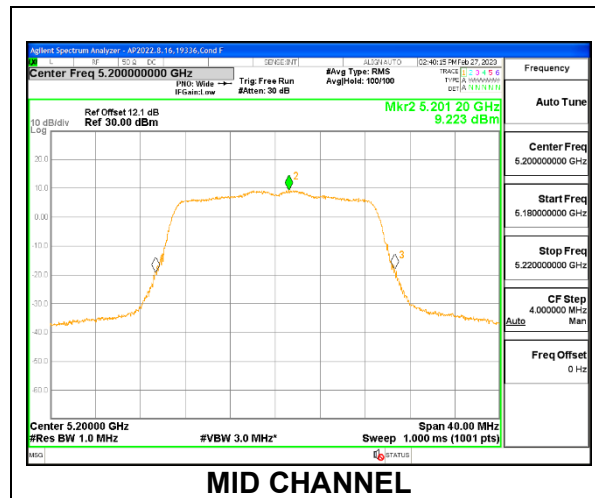 Agilent Spectrum Analyzer - AP2022.8.16,19336,Cond F
L RF 50 Ω DC SENSE:INT ALIGN AUTO 02:40:15 PM Feb 27, 2023
Center Freq 5.200000000 GHz
PNO: Wide
IFGain:Low
Trig: Free Run
#Atten: 30 dB
#Avg Type: RMS
Avg|Hold: 100/100
TRACE 1 2 3 4 5 6
TYPE A WWWWW
DET A N N N N N
Ref Offset 12.1 dB
10 dB/div Ref 30.00 dBm
Log
Mkr2 5.201 20 GHz
9.223 dBm
20.0
10.0
0.00
-10.0
-20.0
-30.0
-40.0
-50.0
-60.0
2
3
Center 5.20000 GHz Span 40.00 MHz
#Res BW 1.0 MHz #VBW 3.0 MHz* Sweep 1.000 ms (1001 pts)
MSG STATUS
Frequency
Auto Tune
Center Freq
5.200000000 GHz
Start Freq
5.180000000 GHz
Stop Freq
5.220000000 GHz
CF Step
4.000000 MHz
Auto Man
Freq Offset
0 Hz
MID CHANNEL